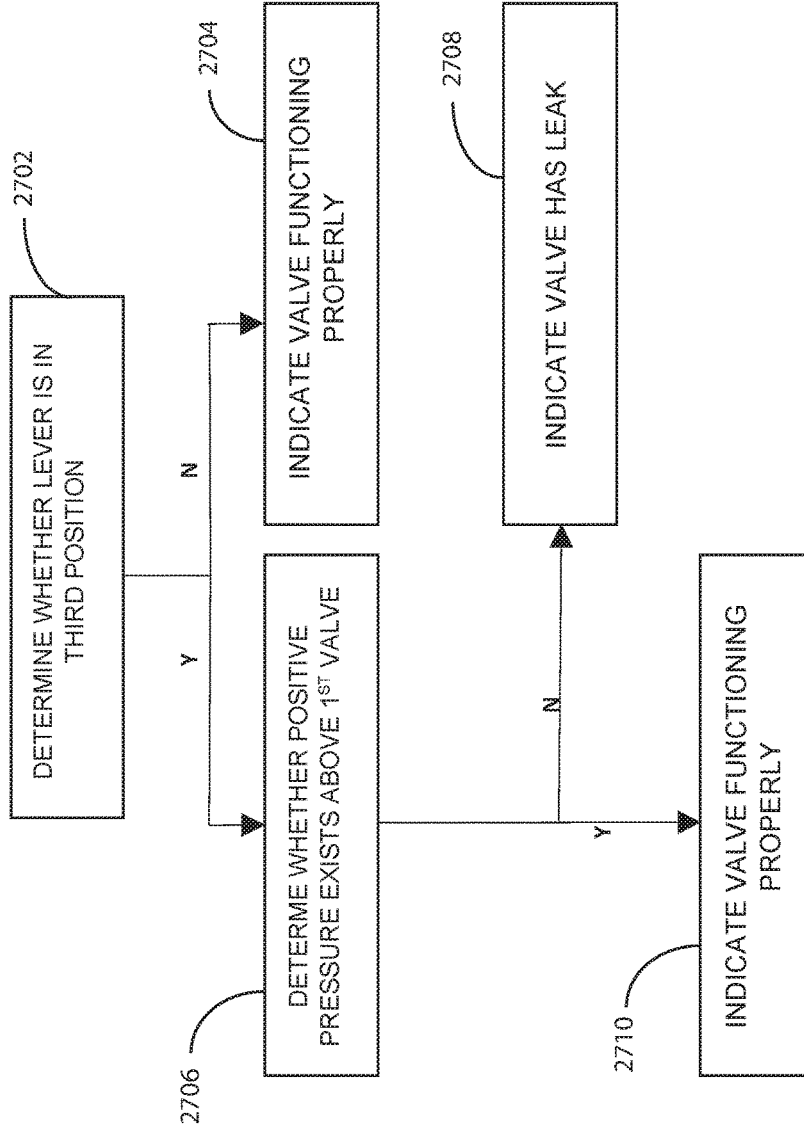 2702
DETERMINE WHETHER LEVER IS IN
THIRD POSITION
Y
N
2706
DETERME WHETHER POSITIVE
PRESSURE EXISTS ABOVE 1ST VALVE
2704
INDICATE VALVE FUNCTIONING
PROPERLY
N
2708
INDICATE VALVE HAS LEAK
Y
2710
INDICATE VALVE FUNCTIONING
PROPERLY